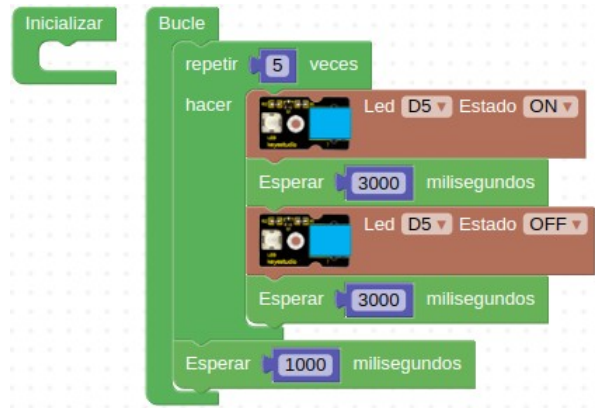 Inicializar
Bucle
repetir 5 veces
hacer
Led D5 Estado ON
Esperar 3000 milisegundos
Led D5 Estado OFF
Esperar 3000 milisegundos
Esperar 1000 milisegundos